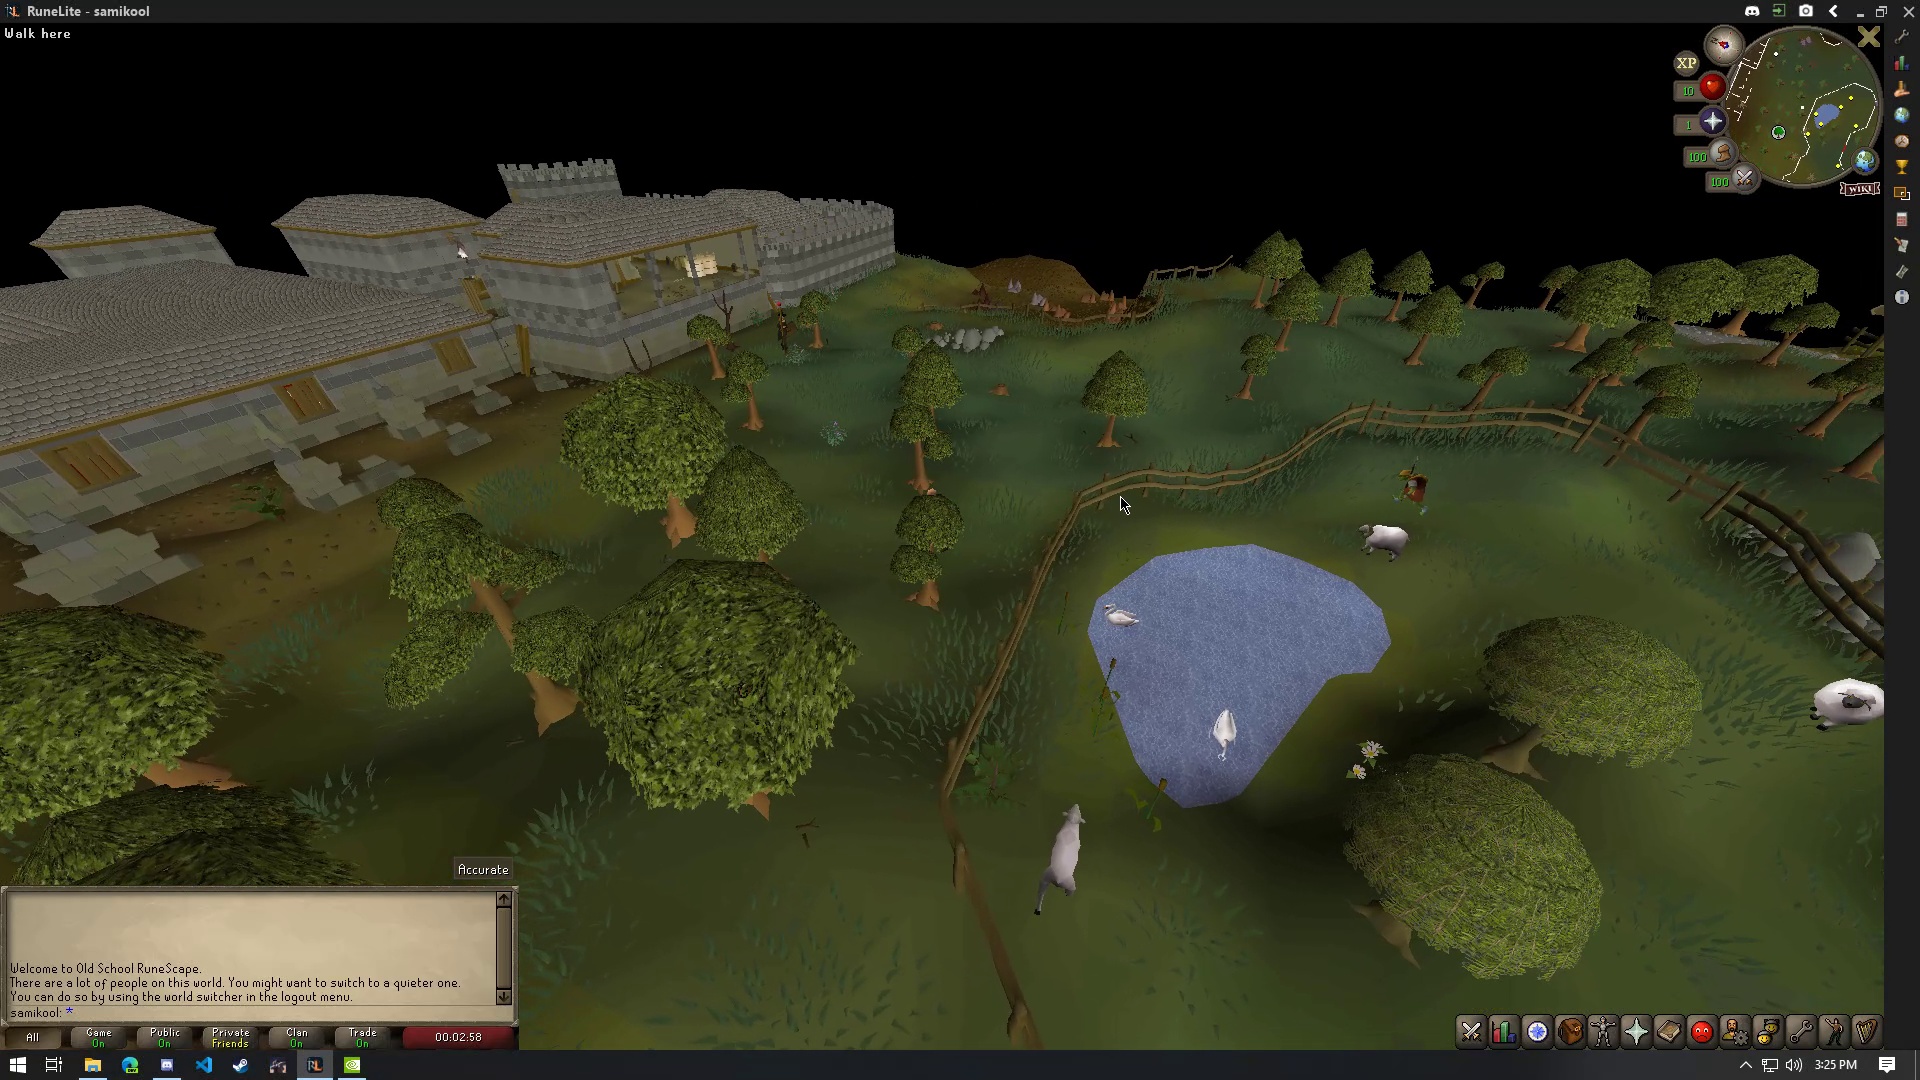 RuneLite - samikool
Walk here
XP
10
1
100
100
WIKI
Accurate
Welcome to Old School RuneScape.
There are a lot of people on this world. You might want to switch to a quieter one.
You can do so by using the world switcher in the logout menu.
samikool: *
All
Game
On
Public
On
Private
Friends
Clan
On
Trade
On
00:02:58
3:25 PM